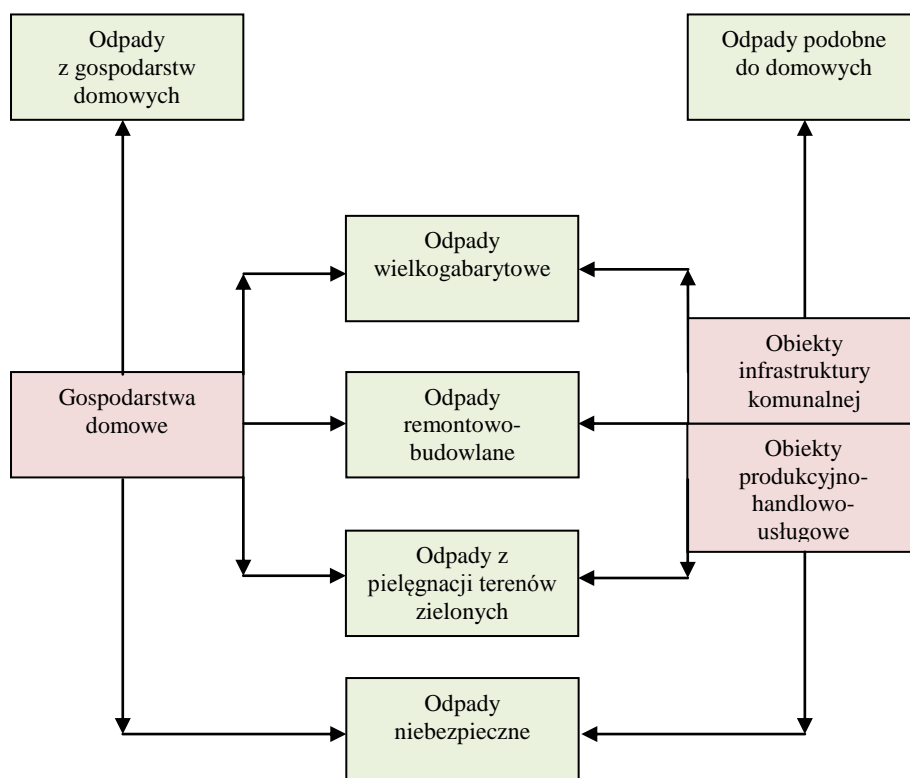 Odpady
z gospodarstw
domowych
Odpady podobne
do domowych
Odpady
wielkogabarytowe
Obiekty
infrastruktury
komunalnej
Gospodarstwa
domowe
Odpady
remontowo-
budowlane
Obiekty
produkcyjno-
handlowo-
usługowe
Odpady z
pielęgnacji terenów
zielonych
Odpady
niebezpieczne